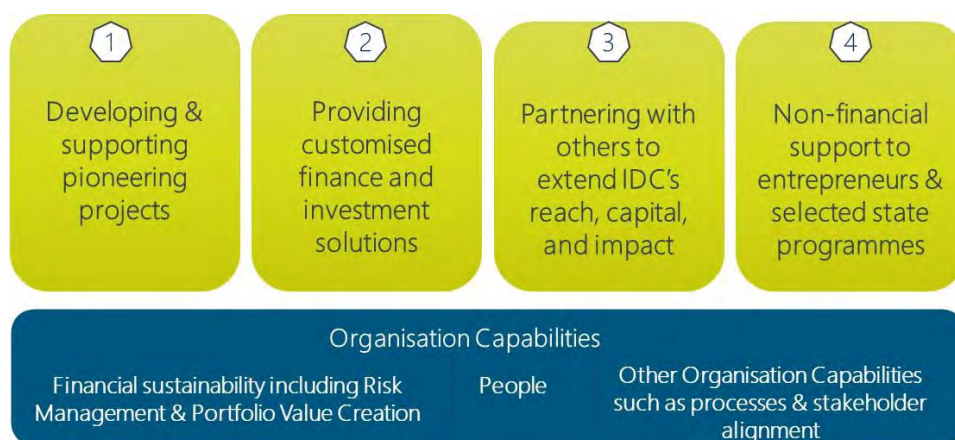 1
Developing &
supporting
pioneering
projects
2
Providing
customised
finance and
investment
solutions
3
Partnering with
others to
extend IDC's
reach, capital,
and impact
4
Non-financial
support to
entrepreneurs &
selected state
programmes
Organisation Capabilities
Financial sustainability including Risk
Management & Portfolio Value Creation
People
Other Organisation Capabilities
such as processes & stakeholder
alignment